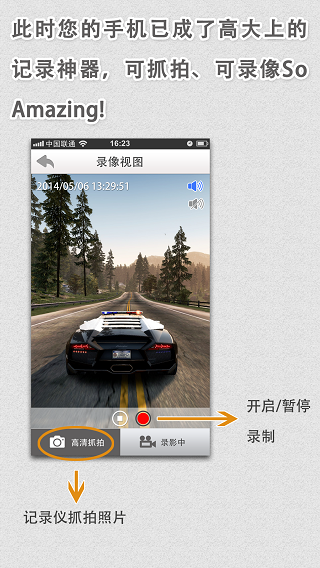 此时您的手机已成了高大上的
记录神器，可抓拍、可录像So
Amazing!
中国联通
16:23
录像视图
2014/05/06 13:29:51
开启/暂停
录制
高清抓拍
录影中
记录仪抓拍照片